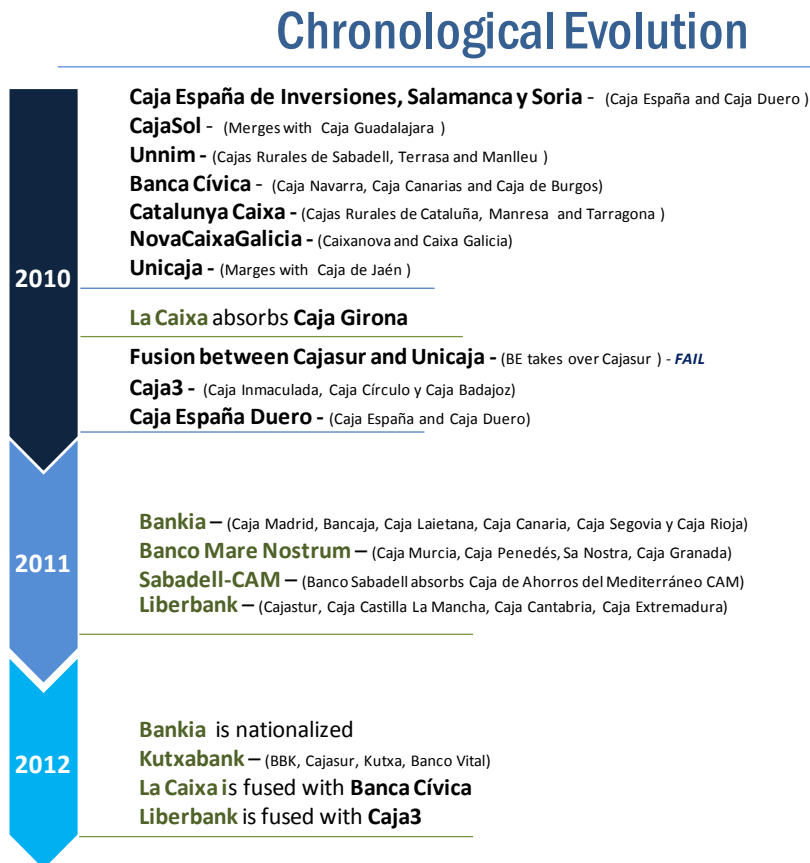 Chronological Evolution
Caja España de Inversiones, Salamanca y Soria - (Caja España and Caja Duero )
CajaSol - (Merges with Caja Guadalajara )
Unnim - (Cajas Rurales de Sabadell, Terrasa and Manlleu )
Banca Cívica - (Caja Navarra, Caja Canarias and Caja de Burgos)
Catalunya Caixa - (Cajas Rurales de Cataluña, Manresa and Tarragona )
NovaCaixaGalicia - (Caixanova and Caixa Galicia)
Unicaja - (Marges with Caja de Jaén )
2010
La Caixa absorbs Caja Girona
Fusion between Cajasur and Unicaja - (BE takes over Cajasur ) - FAIL
Caja3 - (Caja Inmaculada, Caja Círculo y Caja Badajoz)
Caja España Duero - (Caja España and Caja Duero)
2011
Bankia – (Caja Madrid, Bancaja, Caja Laietana, Caja Canaria, Caja Segovia y Caja Rioja)
Banco Mare Nostrum – (Caja Murcia, Caja Penedés, Sa Nostra, Caja Granada)
Sabadell-CAM – (Banco Sabadell absorbs Caja de Ahorros del Mediterráneo CAM)
Liberbank – (Cajastur, Caja Castilla La Mancha, Caja Cantabria, Caja Extremadura)
2012
Bankia is nationalized
Kutxabank – (BBK, Cajasur, Kutxa, Banco Vital)
La Caixa is fused with Banca Cívica
Liberbank is fused with Caja3